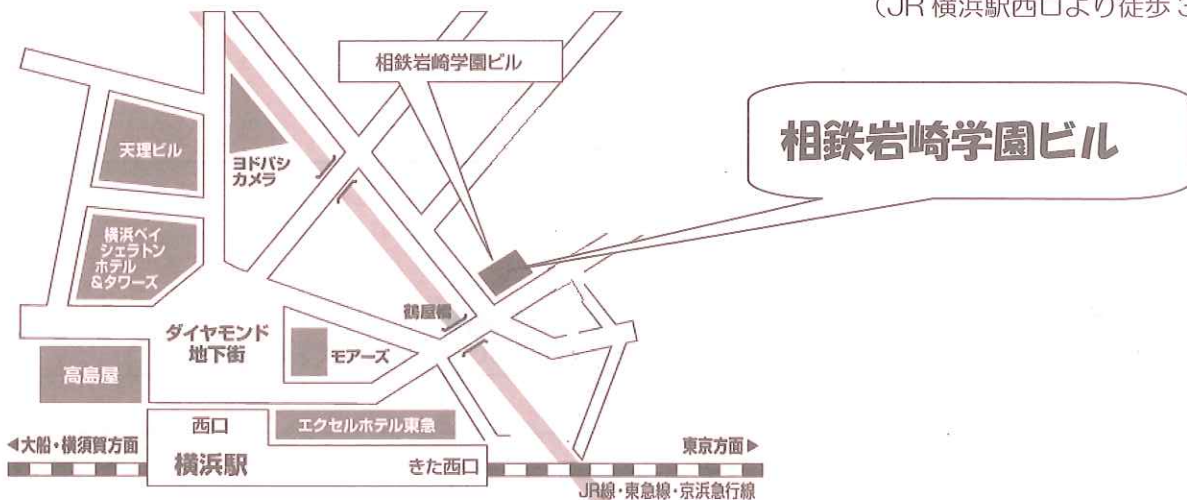 （JR 横浜駅西口より徒歩 3
相鉄岩崎学園ビル
相鉄岩崎学園ビル
天理ビル
ヨドバシ
カメラ
横浜ベイ
シェラトン
ホテル
&タワーズ
鶴屋橋
ダイヤモンド
地下街
モアーズ
高島屋
西口
エクセルホテル東急
◀大船・横須賀方面
東京方面▶
横浜駅
きた西口
JR線・東急線・京浜急行線